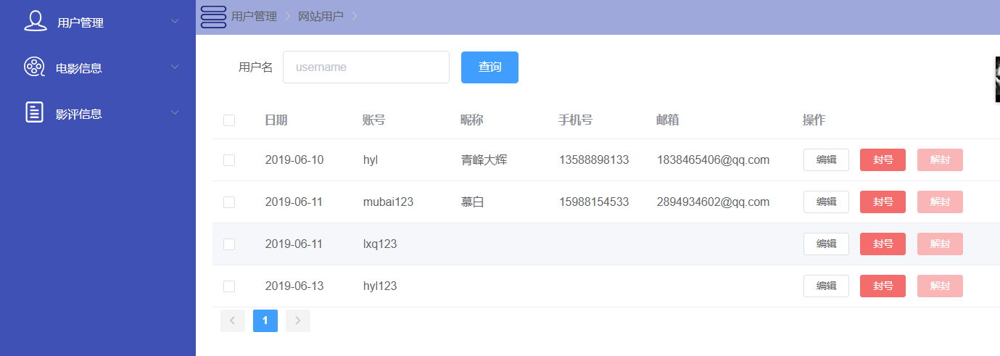 用户管理
电影信息
影评信息
用户管理 网站用户
用户名 username 查询
日期 账号 昵称 手机号 邮箱 操作
2019-06-10 hyl 青峰大辉 13588898133 1838465406@qq.com 编辑 封号 解封
2019-06-11 mubai123 慕白 15988154533 2894934602@qq.com 编辑 封号 解封
2019-06-11 lxq123 编辑 封号 解封
2019-06-13 hyl123 编辑 封号 解封
1